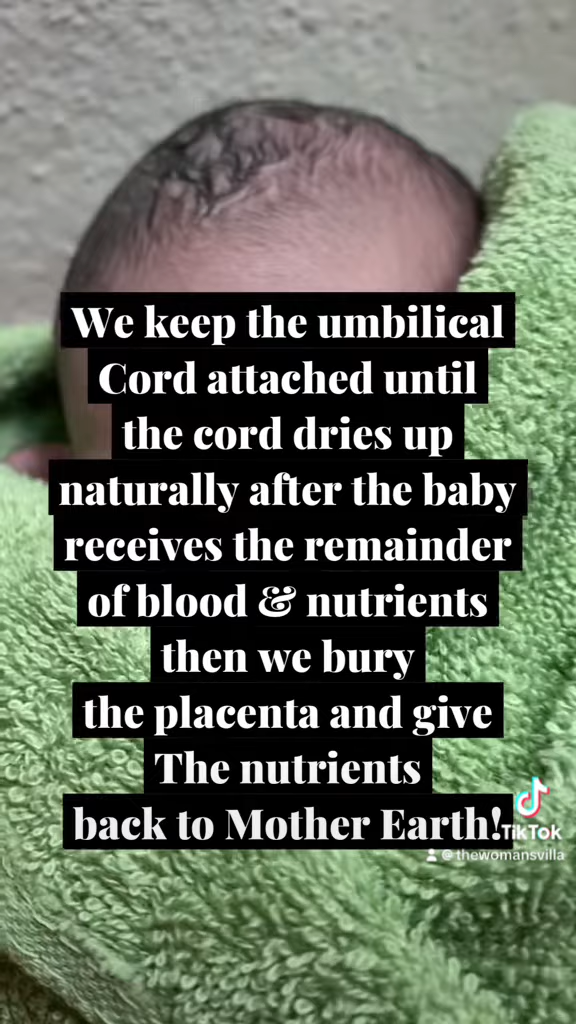 We keep the umbilical
Cord attached until
the cord dries up
naturally after the baby
receives the remainder
of blood & nutrients
then we bury
the placenta and give
The nutrients
back to Mother Earth!
TikTok
@thewomansvilla